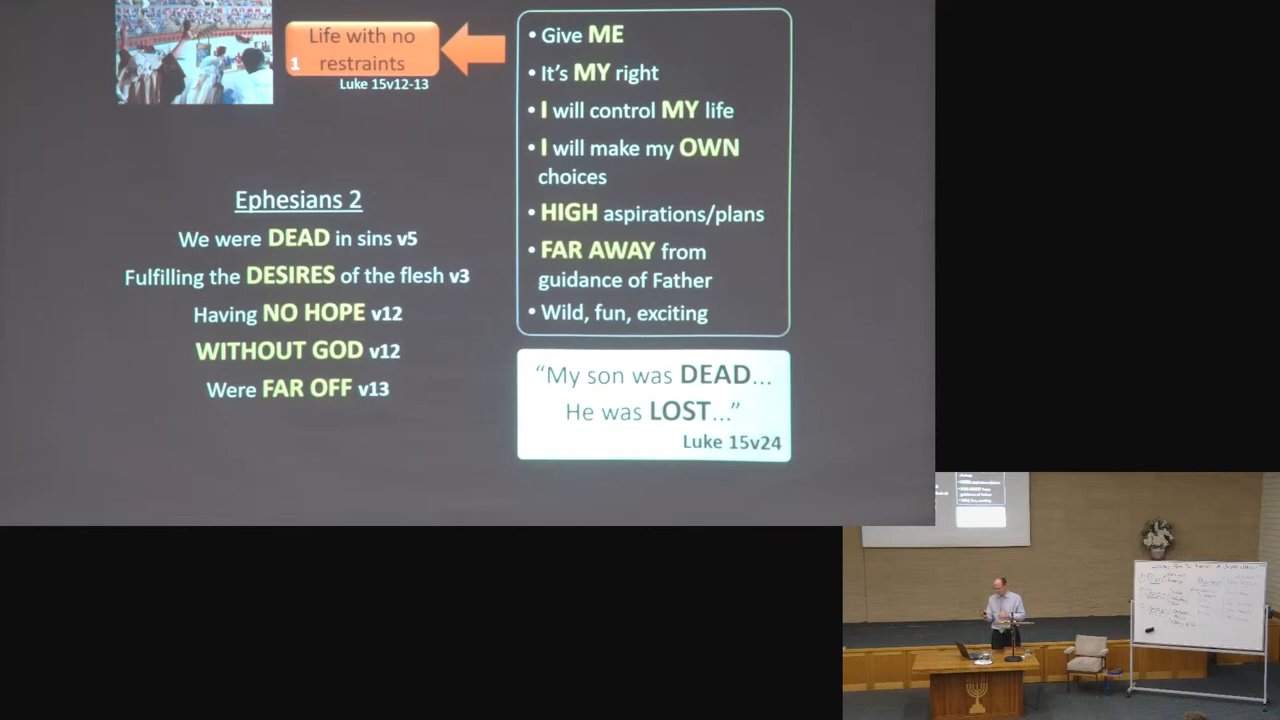 Life with no
1 restraints
Luke 15v12-13
• Give ME
• It's MY right
• I will control MY life
• I will make my OWN
choices
• HIGH aspirations/plans
• FAR AWAY from
guidance of Father
• Wild, fun, exciting
Ephesians 2
We were DEAD in sins v5
Fulfilling the DESIRES of the flesh v3
Having NO HOPE v12
WITHOUT GOD v12
Were FAR OFF v13
“My son was DEAD...
He was LOST...”
Luke 15v24